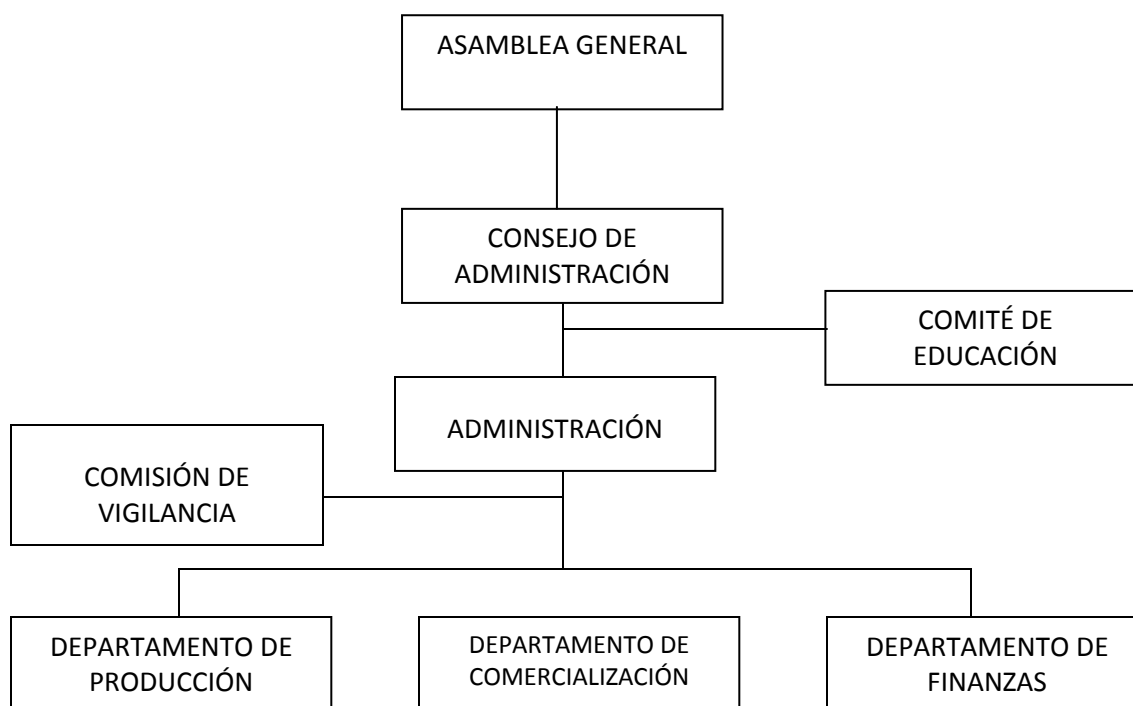 ASAMBLEA GENERAL
CONSEJO DE
ADMINISTRACIÓN
COMITÉ DE
EDUCACIÓN
ADMINISTRACIÓN
COMISIÓN DE
VIGILANCIA
DEPARTAMENTO DE
PRODUCCIÓN
DEPARTAMENTO DE
COMERCIALIZACIÓN
DEPARTAMENTO DE
FINANZAS